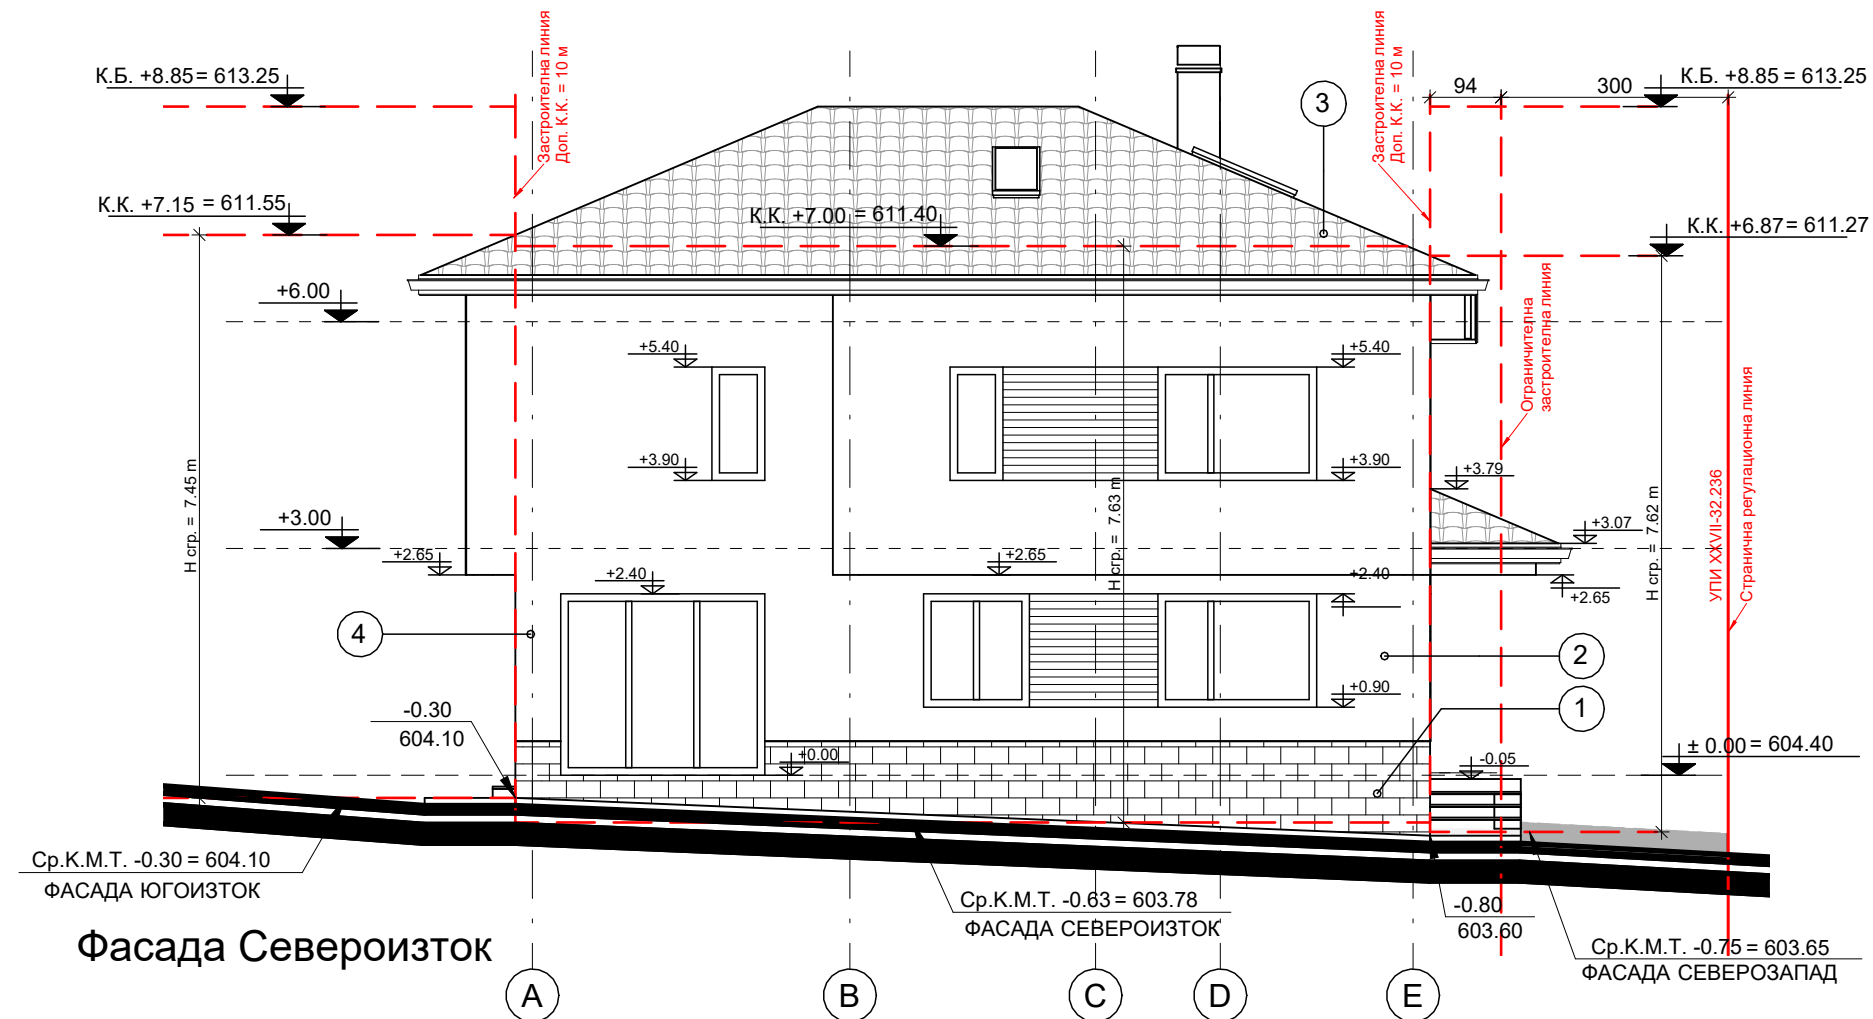 К.Б. +8.85= 613.25
Застроителна линия
Доп. К.К. = 10 м
3
Застроителна линия
Доп. К.К. = 10 м
94
300
К.Б. +8.85= 613.25
К.К. +7.15 = 611.55
К.К. +7.00 = 611.40
К.К. +6.87= 611.27
+6.00
Ограничителна
застроителна линия
+5.40
+5.40
+3.90
+3.90
+3.79
Н сгр. = 7.45 m
Н сгр. = 7.63 m
Н сгр. = 7.62 m
УПИ XXVII-32.236
Странична регулационна линия
+3.00
+3.07
+2.65
+2.65
+2.65
+2.40
+2.40
4
2
+0.90
1
-0.30
604.10
+0.00
-0.05
± 0.00= 604.40
Ср.К.М.Т. -0.30= 604.10
ФАСАДА ЮГОИЗТОК
Ср.К.М.Т. -0.63= 603.78
ФАСАДА СЕВЕРОИЗТОК
-0.80
603.60
Ср.К.М.Т. -0.75= 603.65
ФАСАДА СЕВЕРОЗАПАД
Фасада Североизток
A
B
C
D
E